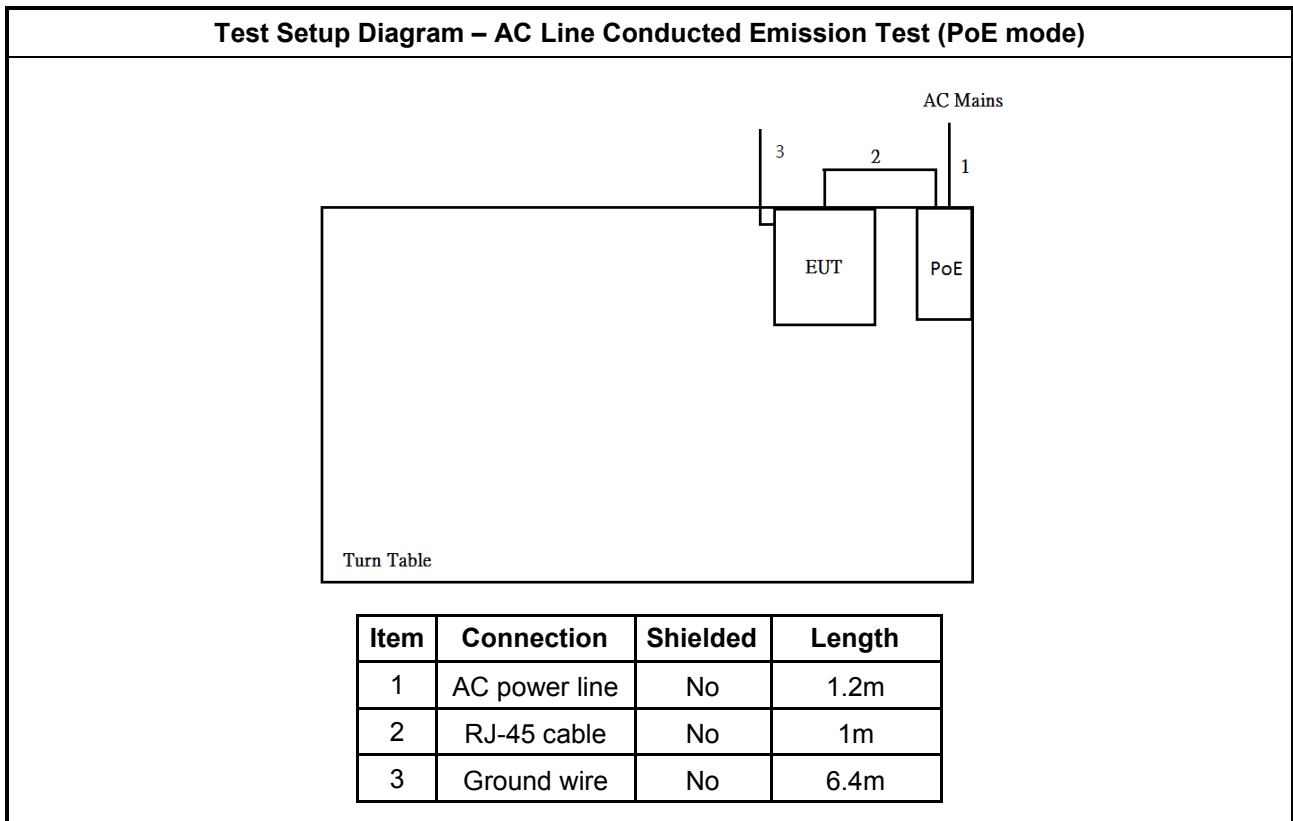 Test Setup Diagram – AC Line Conducted Emission Test (PoE mode)
AC Mains
3
2
1
EUT
PoE
Turn Table
Item Connection Shielded Length
1 AC power line No 1.2m
2 RJ-45 cable No 1m
3 Ground wire No 6.4m